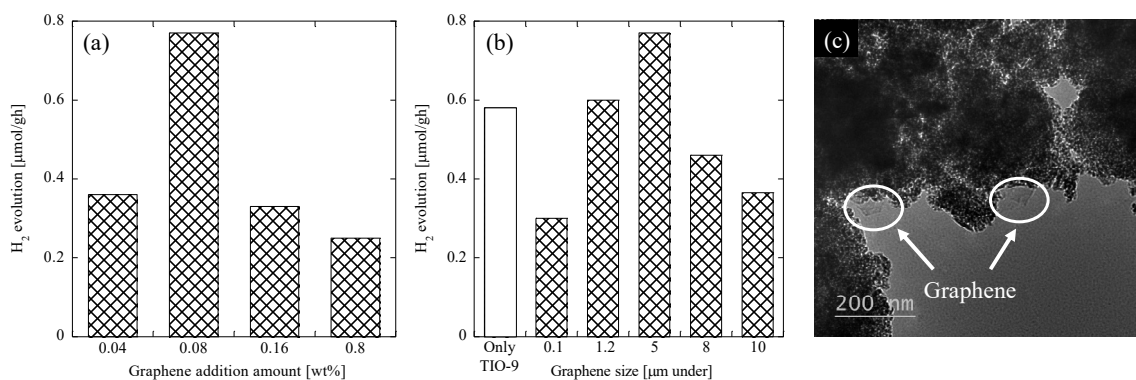 (a)
H2 evolution [μmol/gh]
0.8
0.6
0.4
0.2
0
0.04 0.08 0.16 0.8
Graphene addition amount [wt%]
(b)
H2 evolution [μmol/gh]
0.8
0.6
0.4
0.2
0
Only
TIO-9
0.1 1.2 5 8 10
Graphene size [μm under]
(c)
Graphene
200 nm